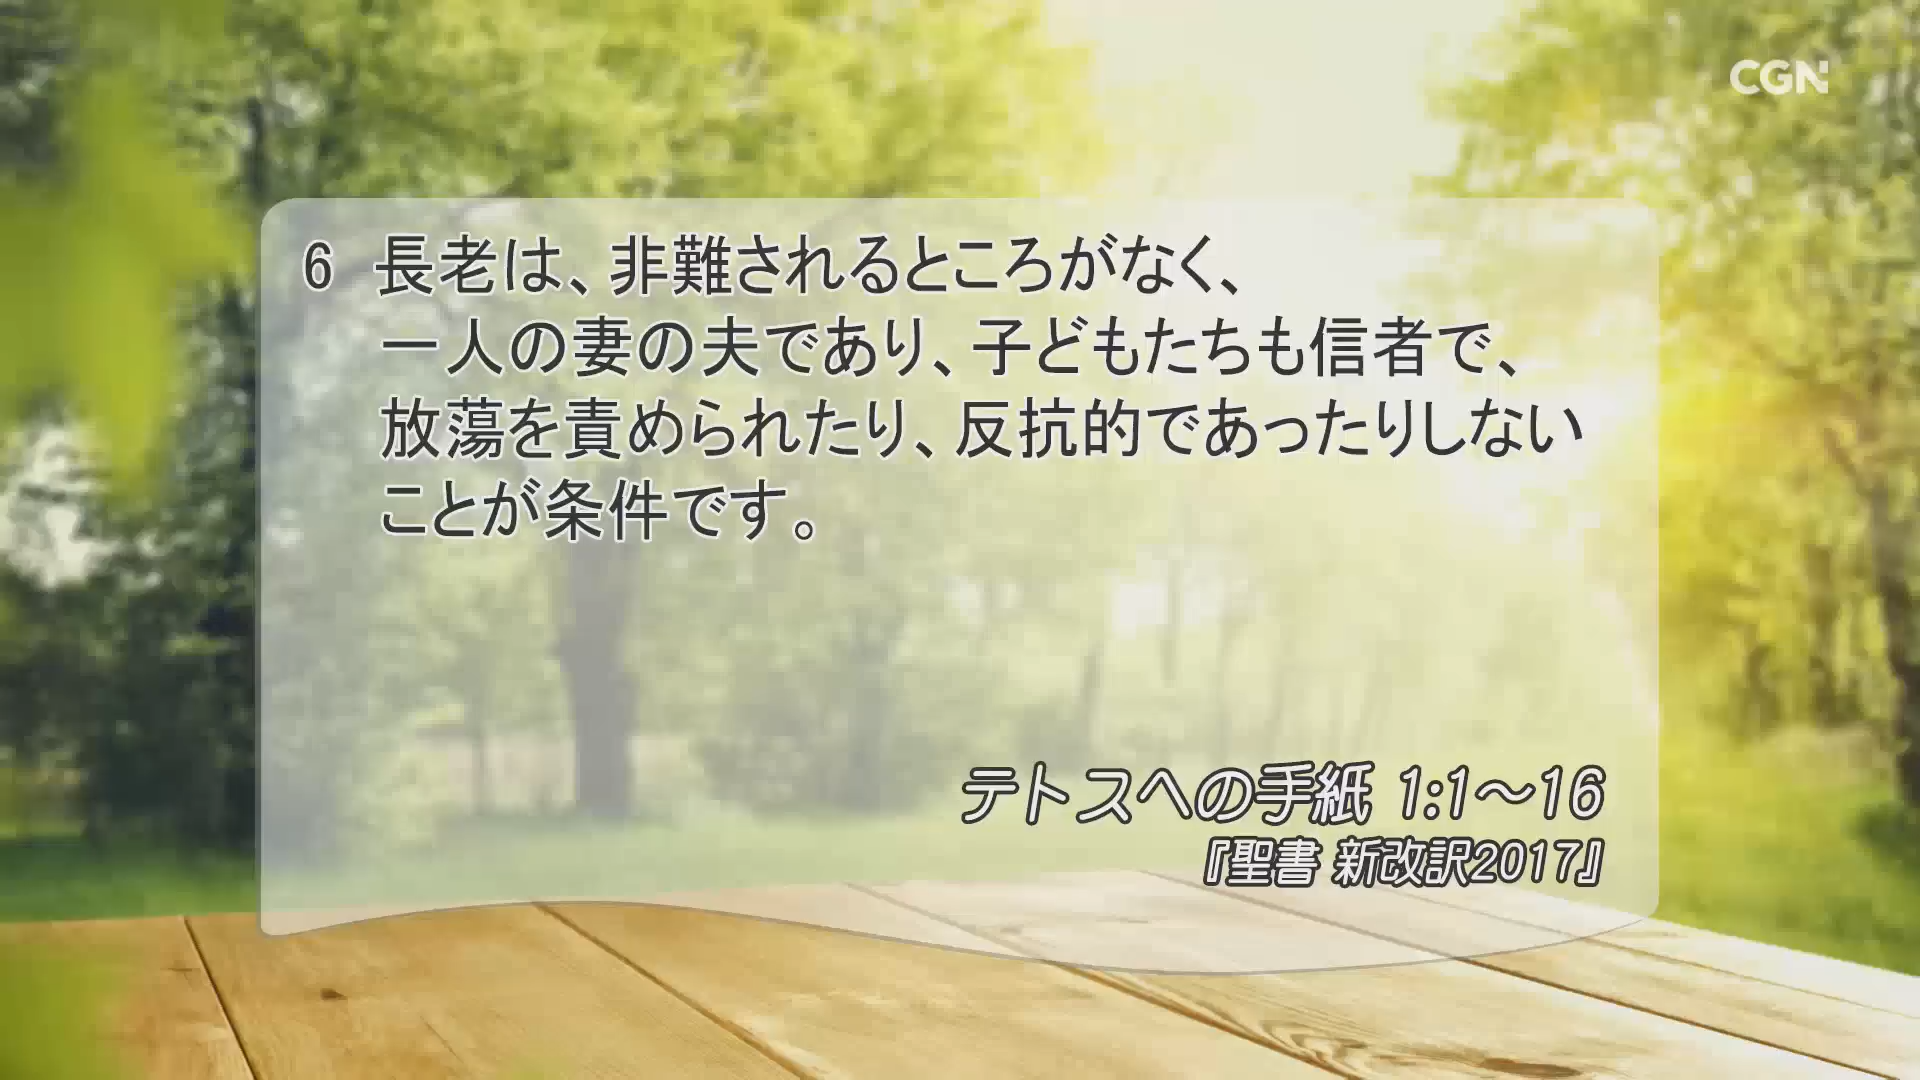 CGN
6 長老は、非難されるところがなく、
一人の妻の夫であり、子どもたちも信者で、
放蕩を責められたり、反抗的であったりしない
ことが条件です。
テトスへの手紙 1:1～16
『聖書 新改訳2017』